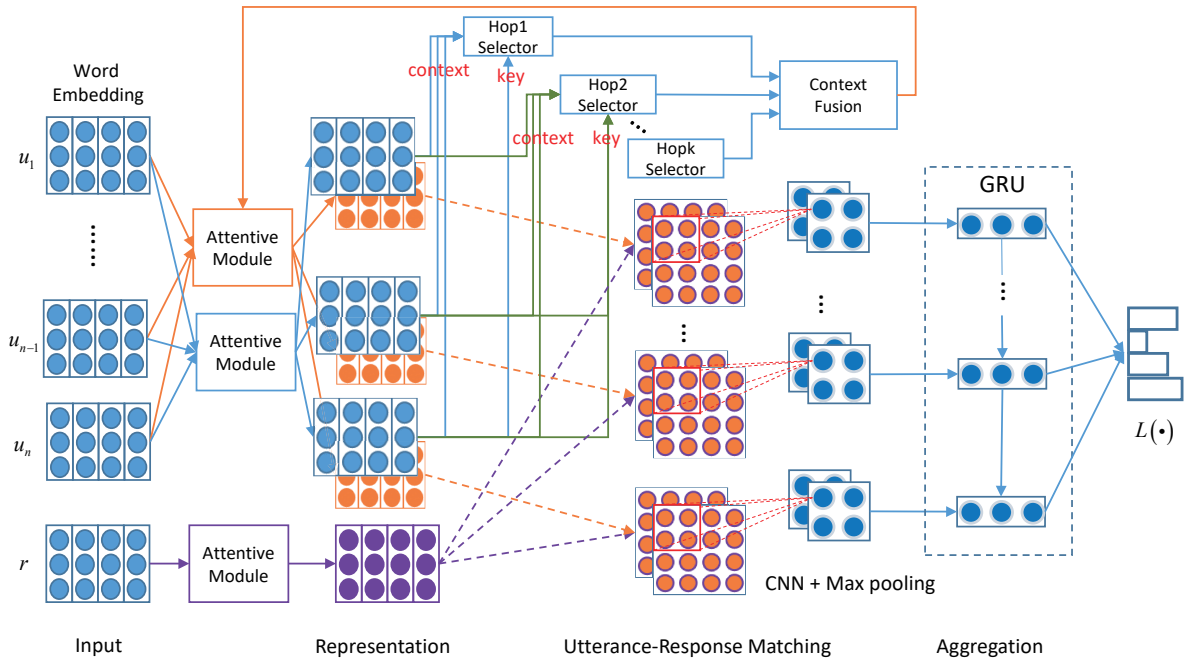 Hop1
Selector
context
key
Hop2
Selector
context
key
Hopk
Selector
Context
Fusion
Word
Embedding
u1
......
un-1
un
r
Attentive
Module
Attentive
Module
Attentive
Module
...
...
...
...
GRU
...
...
L(•)
CNN + Max pooling
Input
Representation
Utterance-Response Matching
Aggregation